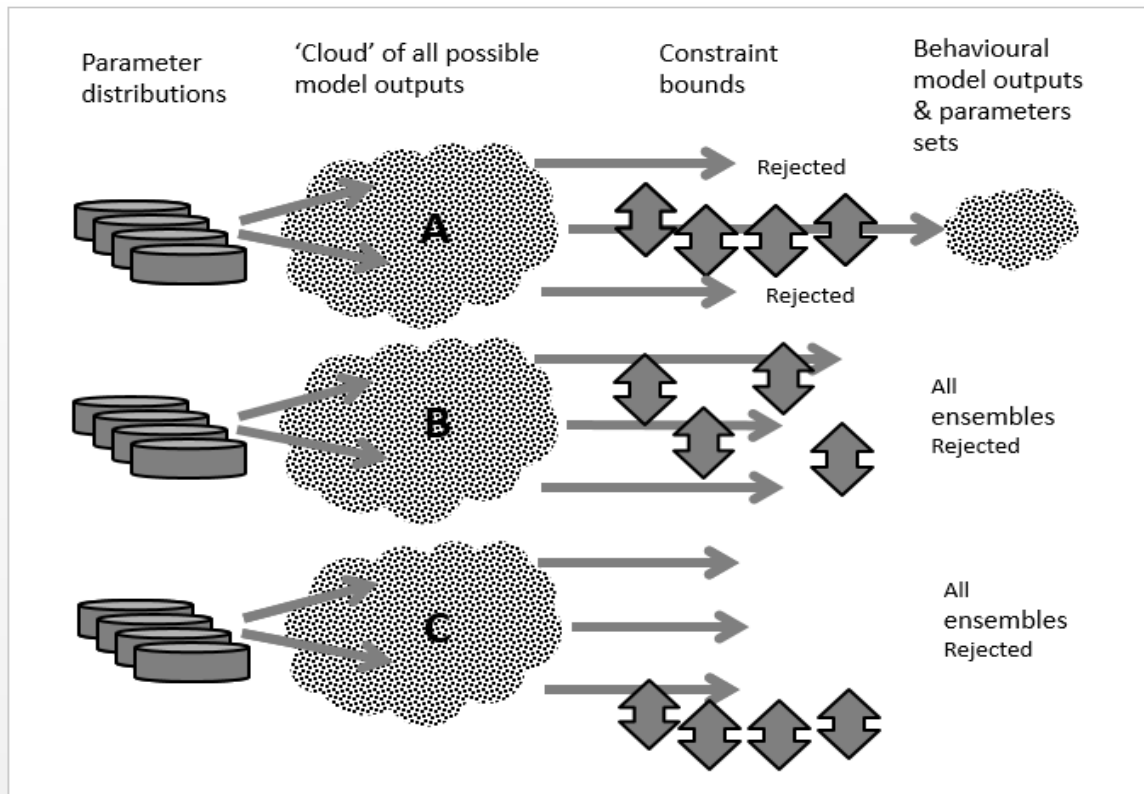 Parameter
distributions
‘Cloud’ of all possible
model outputs
Constraint
bounds
Behavioural
model outputs
& parameters
sets
A
Rejected
Rejected
B
All
ensembles
Rejected
C
All
ensembles
Rejected